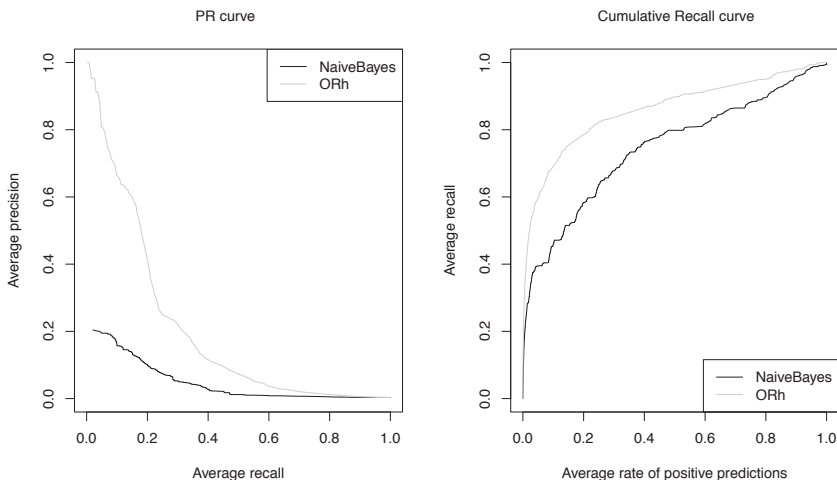 PR curve
NaiveBayes
ORh
Average precision
0.0 0.2 0.4 0.6 0.8 1.0
0.0 0.2 0.4 0.6 0.8 1.0
Average recall
Cumulative Recall curve
Average recall
0.0 0.2 0.4 0.6 0.8 1.0
NaiveBayes
ORh
0.0 0.2 0.4 0.6 0.8 1.0
Average rate of positive predictions